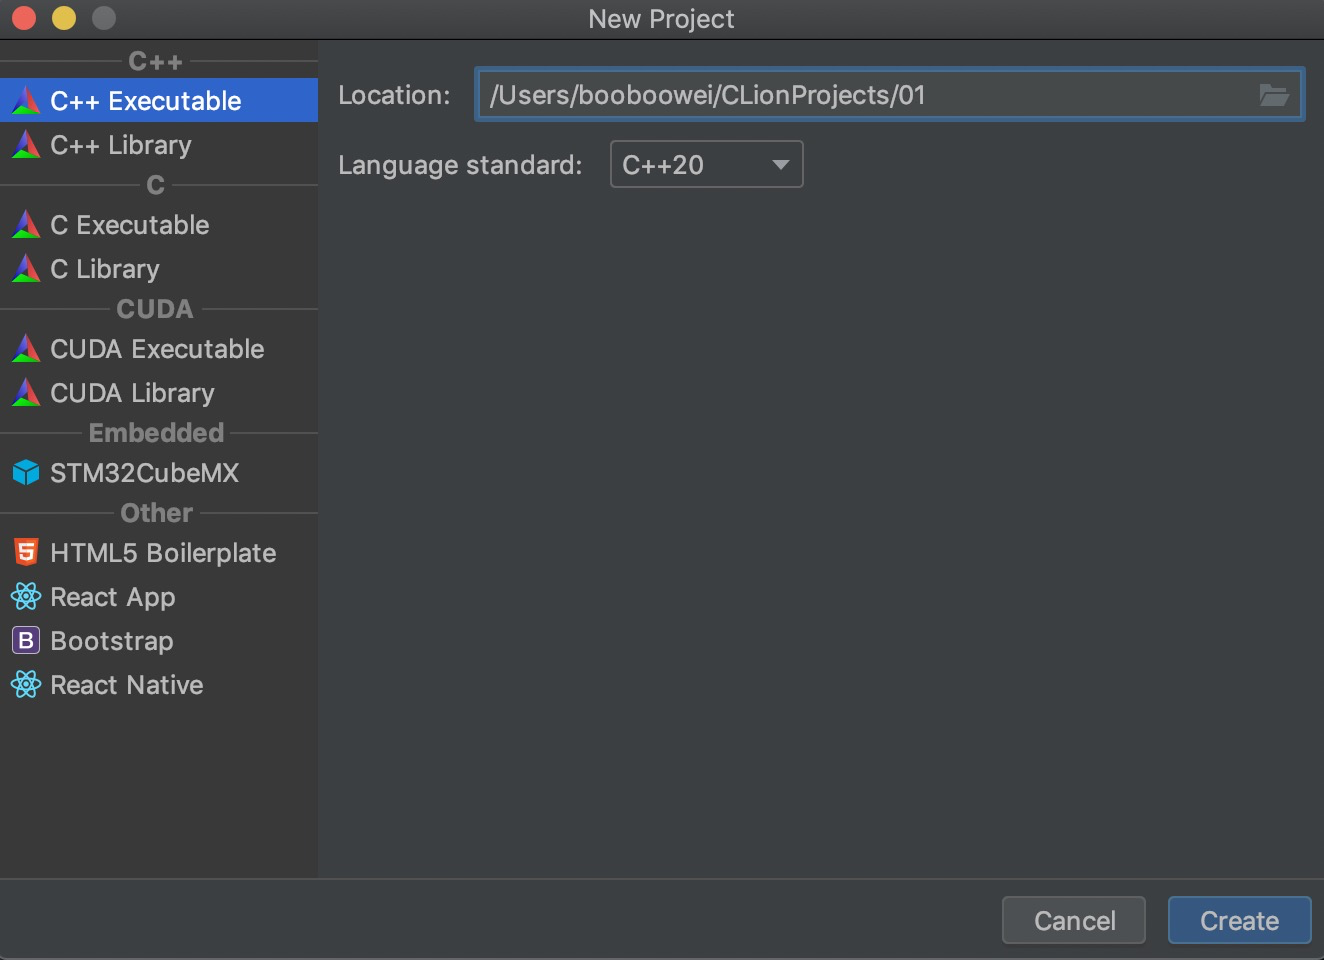 New Project
C++
C++ Executable
C++ Library
C
C Executable
C Library
CUDA
CUDA Executable
CUDA Library
Embedded
STM32CubeMX
Other
HTML5 Boilerplate
React App
B Bootstrap
React Native
Location: /Users/booboowei/CLionProjects/01
Language standard: C++20
Cancel Create